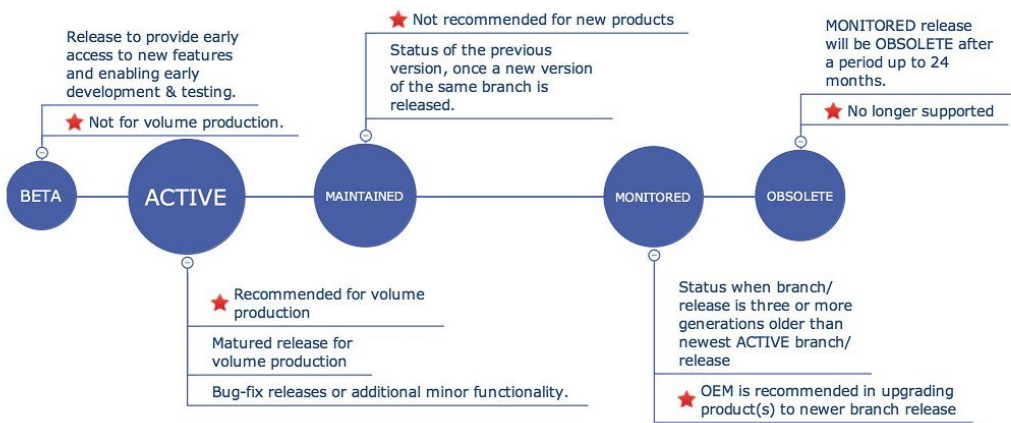 Release to provide early
access to new features
and enabling early
development & testing.
Not for volume production.
Not recommended for new products
Status of the previous
version, once a new version
of the same branch is
released.
MONITORED release
will be OBSOLETE after
a period up to 24
months.
No longer supported
BETA
ACTIVE
MAINTAINED
MONITORED
OBSOLETE
Recommended for volume
production
Matured release for
volume production
Bug-fix releases or additional minor functionality.
Status when branch/
release is three or more
generations older than
newest ACTIVE branch/
release
OEM is recommended in upgrading
product(s) to newer branch release